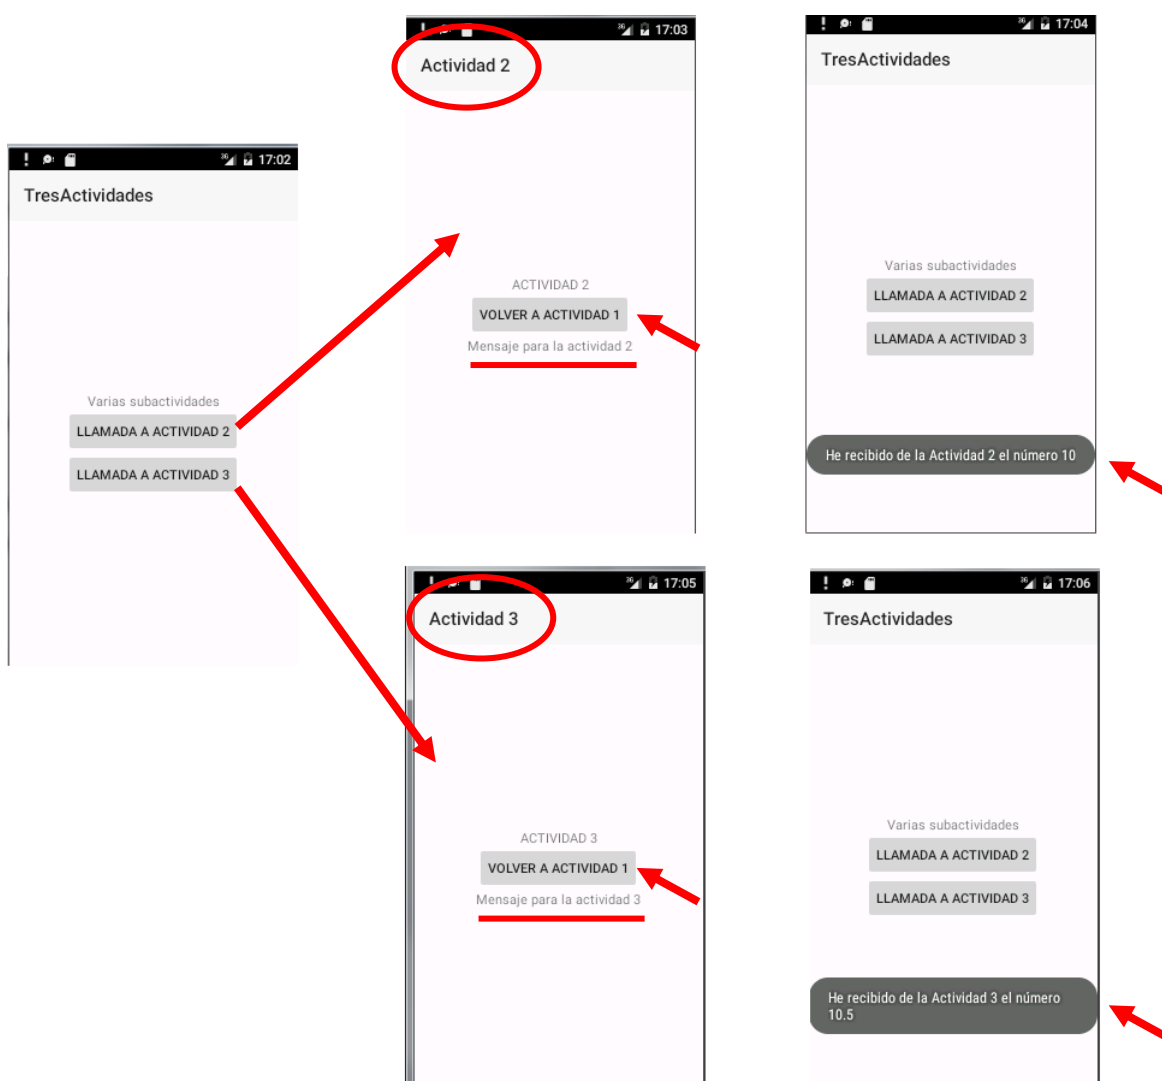 17:02
TresActividades
Varias subactividades
LLAMADA A ACTIVIDAD 2
LLAMADA A ACTIVIDAD 3
17:03
Actividad 2
ACTIVIDAD 2
VOLVER A ACTIVIDAD 1
Mensaje para la actividad 2
17:04
TresActividades
Varias subactividades
LLAMADA A ACTIVIDAD 2
LLAMADA A ACTIVIDAD 3
He recibido de la Actividad 2 el número 10
17:05
Actividad 3
ACTIVIDAD 3
VOLVER A ACTIVIDAD 1
Mensaje para la actividad 3
17:06
TresActividades
Varias subactividades
LLAMADA A ACTIVIDAD 2
LLAMADA A ACTIVIDAD 3
He recibido de la Actividad 3 el número
10.5